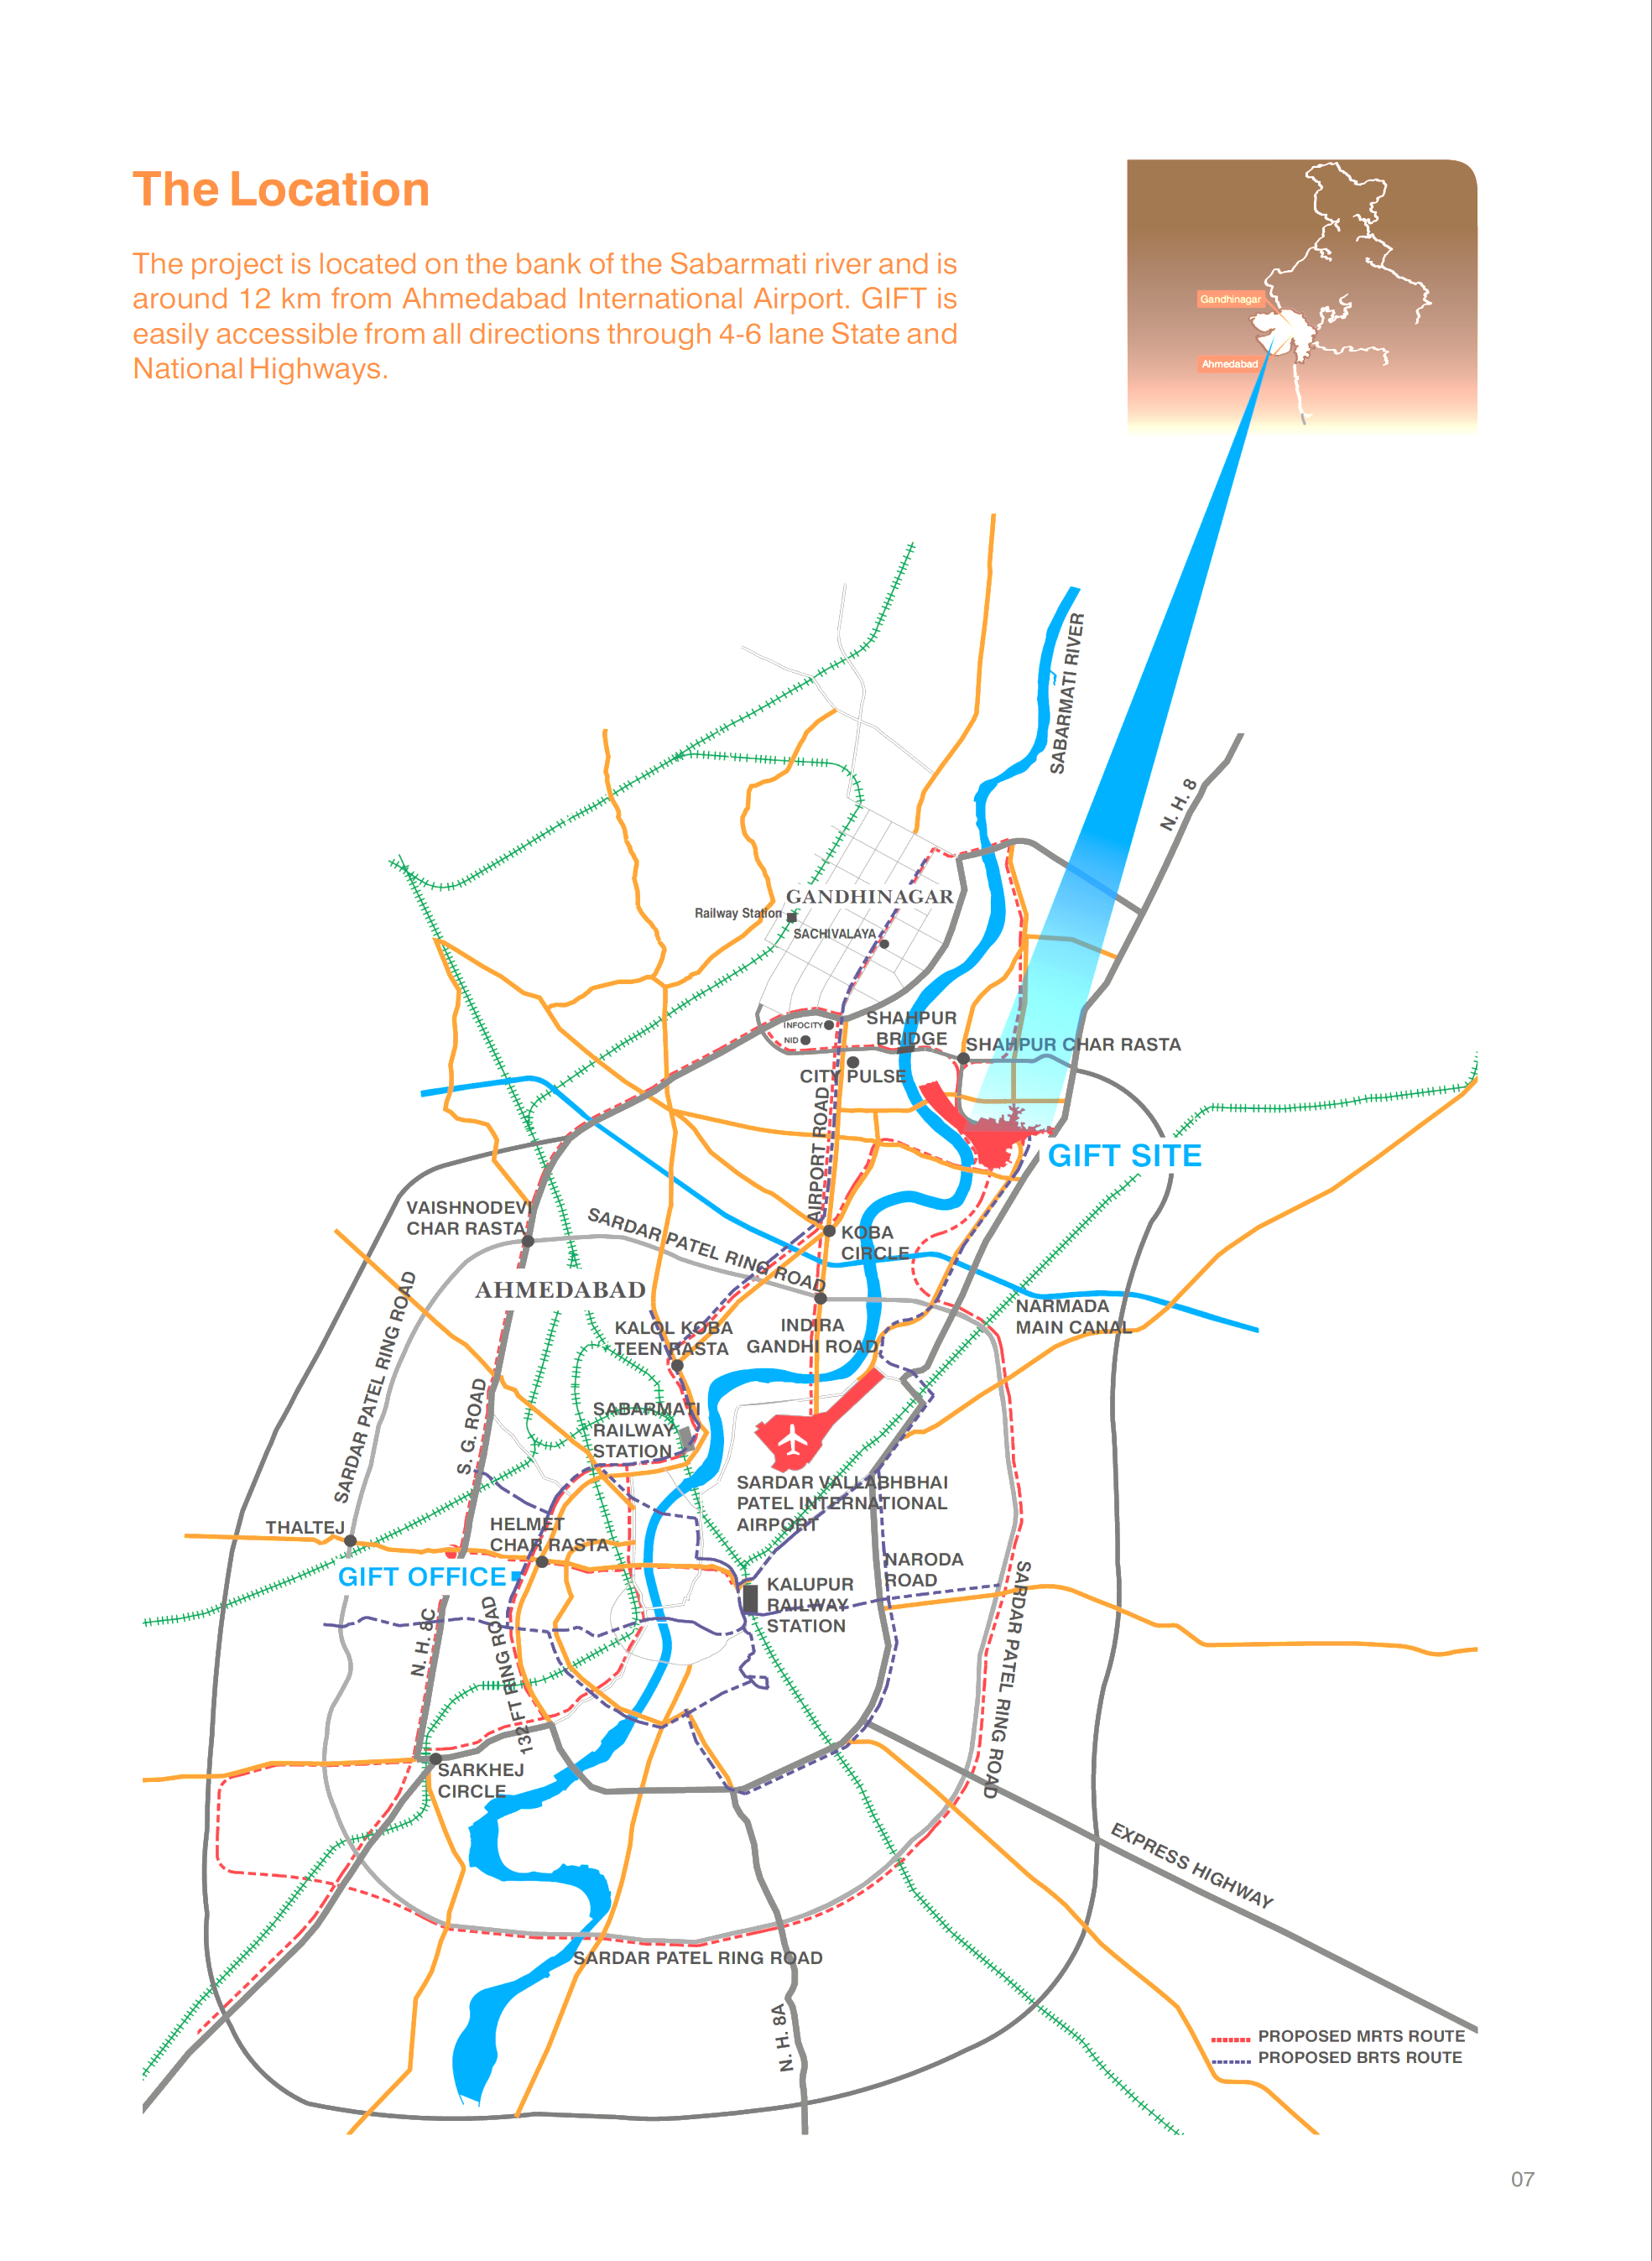 The Location
The project is located on the bank of the Sabarmati river and is
around 12 km from Ahmedabad International Airport. GIFT is
easily accessible from all directions through 4-6 lane State and
National Highways.
Gandhinagar
Ahmedabad
SABARMATI RIVER
N. H. 8
GANDHINAGAR
Railway Station
SACHIVALAYA
INFOCITY
NID
SHAHPUR
BRIDGE
SHAHPUR CHAR RASTA
CITY PULSE
AIRPORT ROAD
GIFT SITE
VAISHNODEVI
CHAR RASTA
SARDAR PATEL RING ROAD
KOBA
CIRCLE
AHMEDABAD
SARDAR PATEL RING ROAD
NARMADA
MAIN CANAL
KALOL KOBA
TEEN RASTA
INDIRA
GANDHI ROAD
S. G. ROAD
SABARMATI
RAILWAY
STATION
SARDAR VALLABHBHAI
PATEL INTERNATIONAL
AIRPORT
THALTEJ
HELMET
CHAR RASTA
GIFT OFFICE
NARODA
ROAD
KALUPUR
RAILWAY
STATION
N. H. 8C
132 FT RING ROAD
SARDAR PATEL RING ROAD
SARKHEJ
CIRCLE
EXPRESS HIGHWAY
SARDAR PATEL RING ROAD
N. H. 8A
PROPOSED MRTS ROUTE
PROPOSED BRTS ROUTE
07